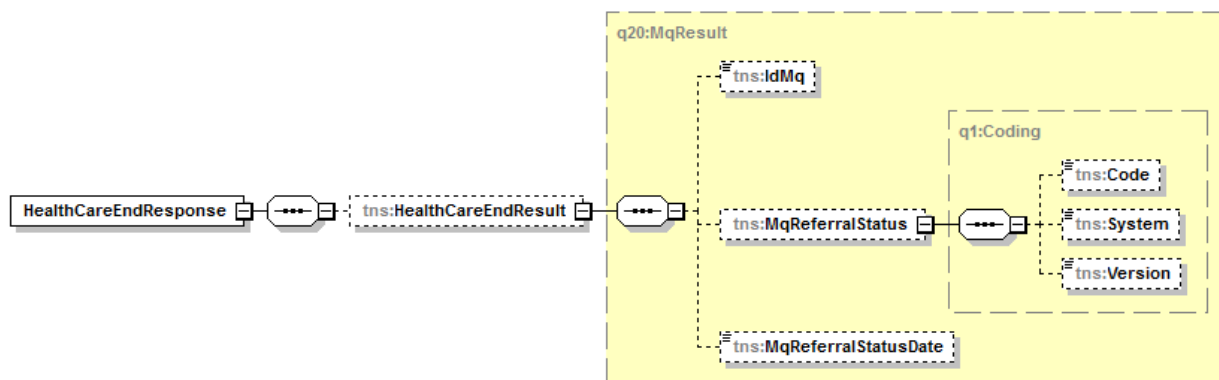 q20:MqResult
tns:IdMq
q1:Coding
tns:Code
HealthCareEndResponse
tns:HealthCareEndResult
tns:MqReferralStatus
tns:System
tns:Version
tns:MqReferralStatusDate